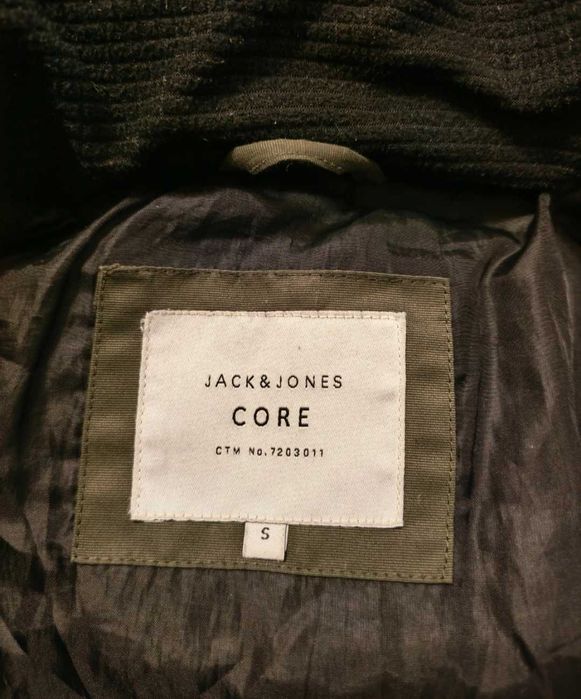 JACK&JONES
CORE
CTM No.7203011
S